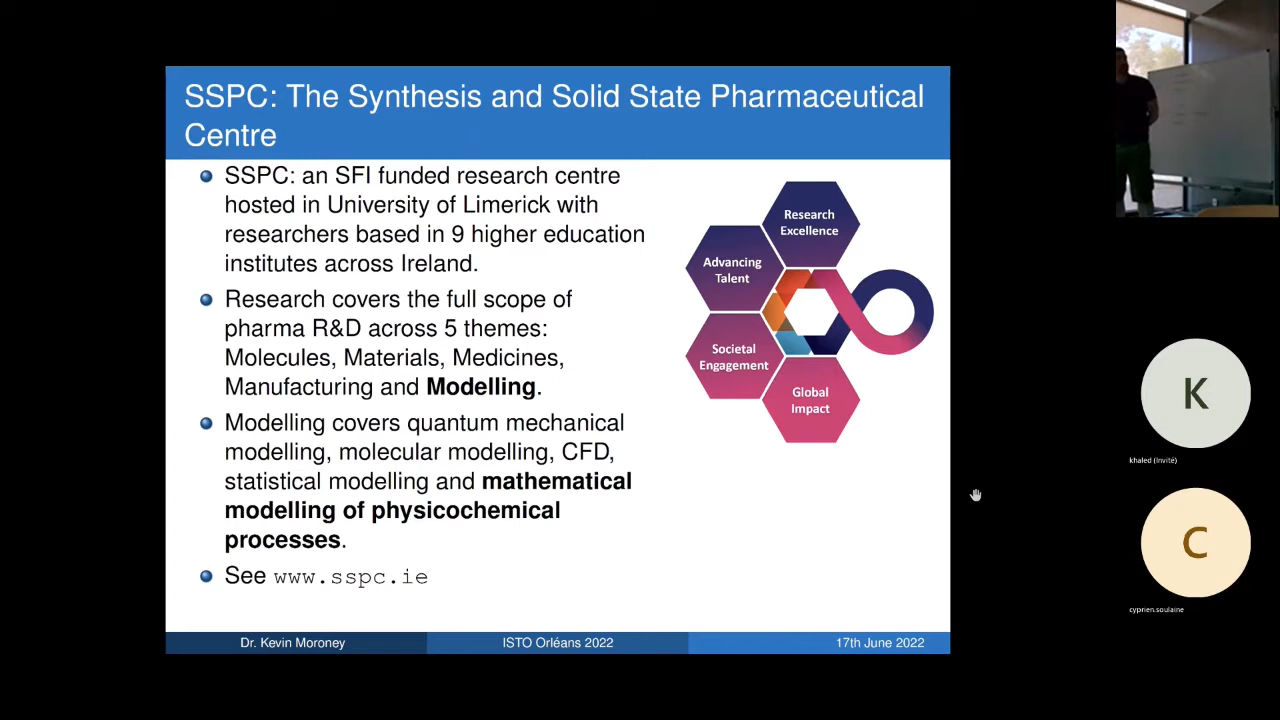 SSPC: The Synthesis and Solid State Pharmaceutical
Centre
SSPC: an SFI funded research centre
hosted in University of Limerick with
researchers based in 9 higher education
institutes across Ireland.
Research covers the full scope of
pharma R&D across 5 themes:
Molecules, Materials, Medicines,
Manufacturing and Modelling.
Modelling covers quantum mechanical
modelling, molecular modelling, CFD,
statistical modelling and mathematical
modelling of physicochemical
processes.
See www.sspc.ie
Research
Excellence
Advancing
Talent
Societal
Engagement
Global
Impact
Dr. Kevin Moroney
ISTO Orléans 2022
17th June 2022
K
khaled (Invité)
C
cyprien.soulaine